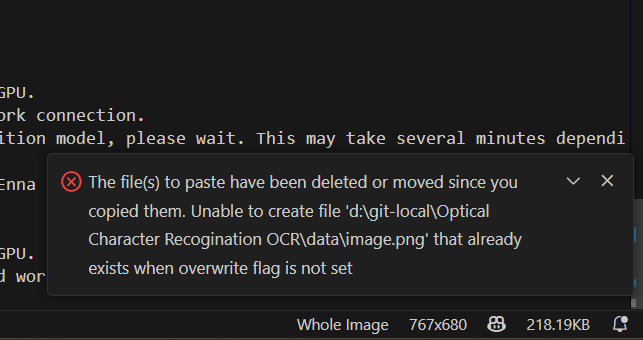 GPU.
ork connection.
ition model, please wait. This may take several minutes dependi
Enna
The file(s) to paste have been deleted or moved since you
copied them. Unable to create file 'd:\git-local\Optical
Character Recogination OCR\data\image.png' that already
exists when overwrite flag is not set
GPU.
d wor
Whole Image 767x680 218.19KB